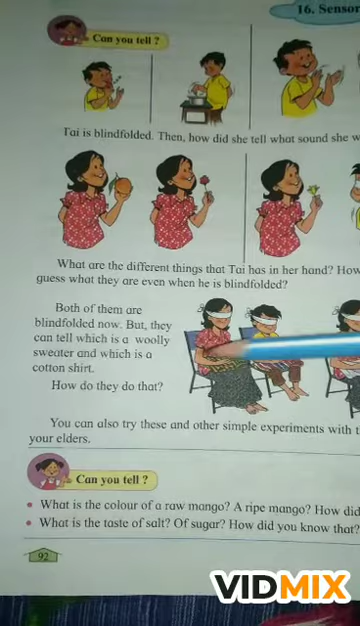 16. Sensor
Can you tell ?
Tai is blindfolded. Then, how did she tell what sound she w
What are the different things that Tai has in her hand? How
guess what they are even when he is blindfolded?
Both of them are
blindfolded now. But, they
can tell which is a woolly
sweater and which is a
cotton shirt.
How do they do that?
You can also try these and other simple experiments with t
your elders.
Can you tell ?
• What is the colour of a raw mango? A ripe mango? How did
• What is the taste of salt? Of sugar? How did you know that?
92
VIDMIX